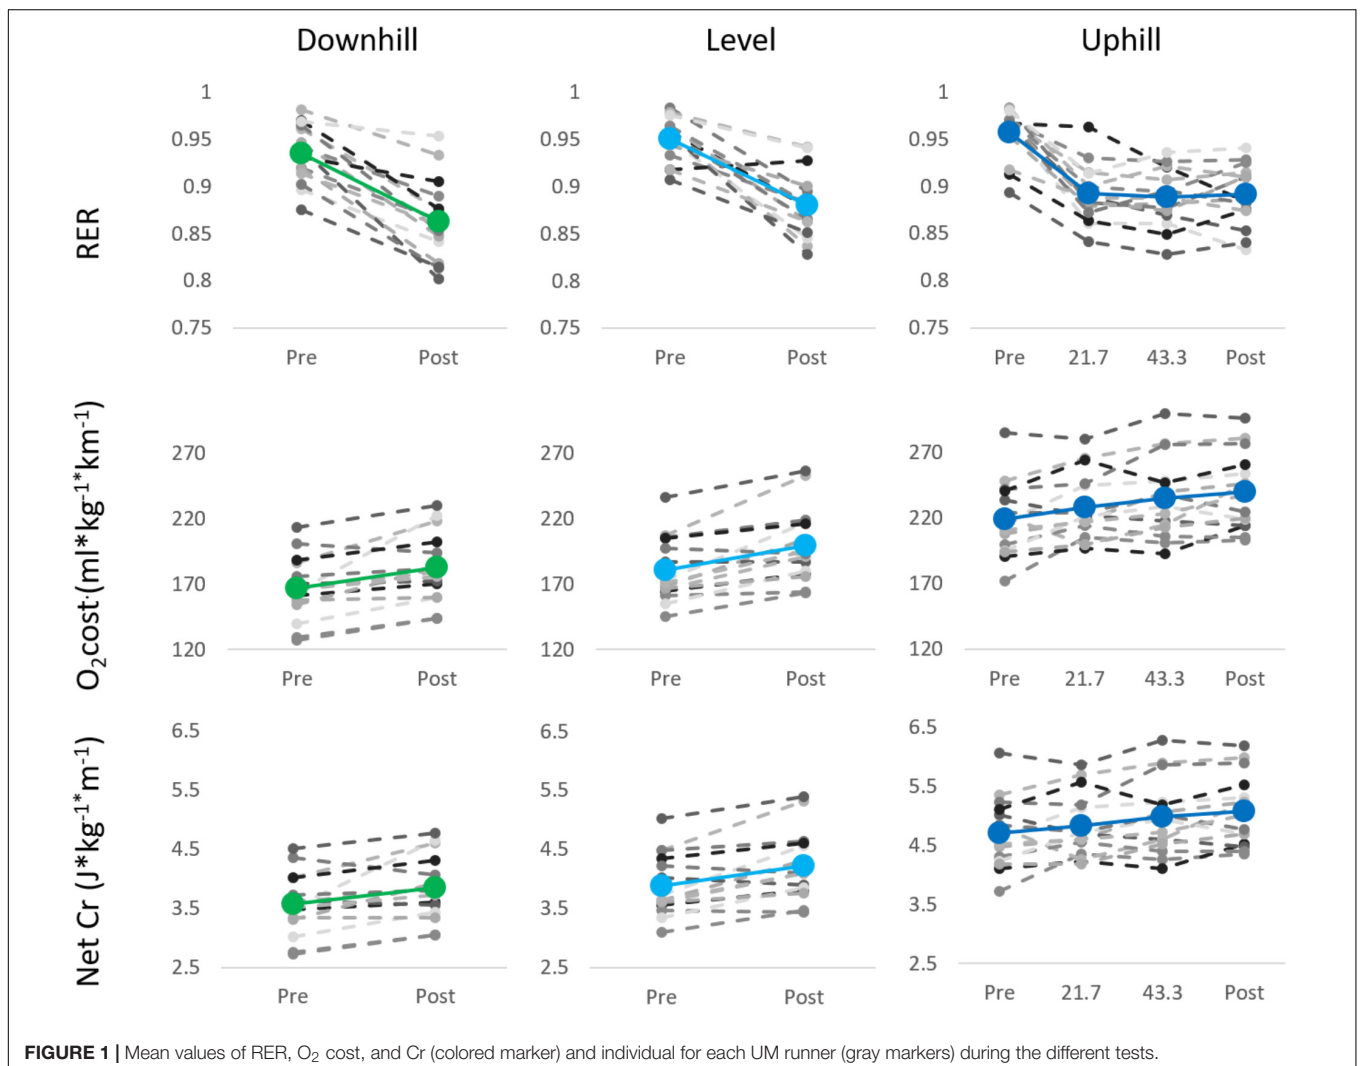 Downhill Level Uphill
RER
1 1 1
0.95 0.95 0.95
0.9 0.9 0.9
0.85 0.85 0.85
0.8 0.8 0.8
0.75 0.75 0.75
Pre Post Pre Post Pre 21.7 43.3 Post
O₂cost·(ml*kg⁻¹*km⁻¹)
270 270 270
220 220 220
170 170 170
120 120 120
Pre Post Pre Post Pre 21.7 43.3 Post
Net Cr (J*kg⁻¹*m⁻¹)
6.5 6.5 6.5
5.5 5.5 5.5
4.5 4.5 4.5
3.5 3.5 3.5
2.5 2.5 2.5
Pre Post Pre Post Pre 21.7 43.3 Post
FIGURE 1 | Mean values of RER, O₂ cost, and Cr (colored marker) and individual for each UM runner (gray markers) during the different tests.